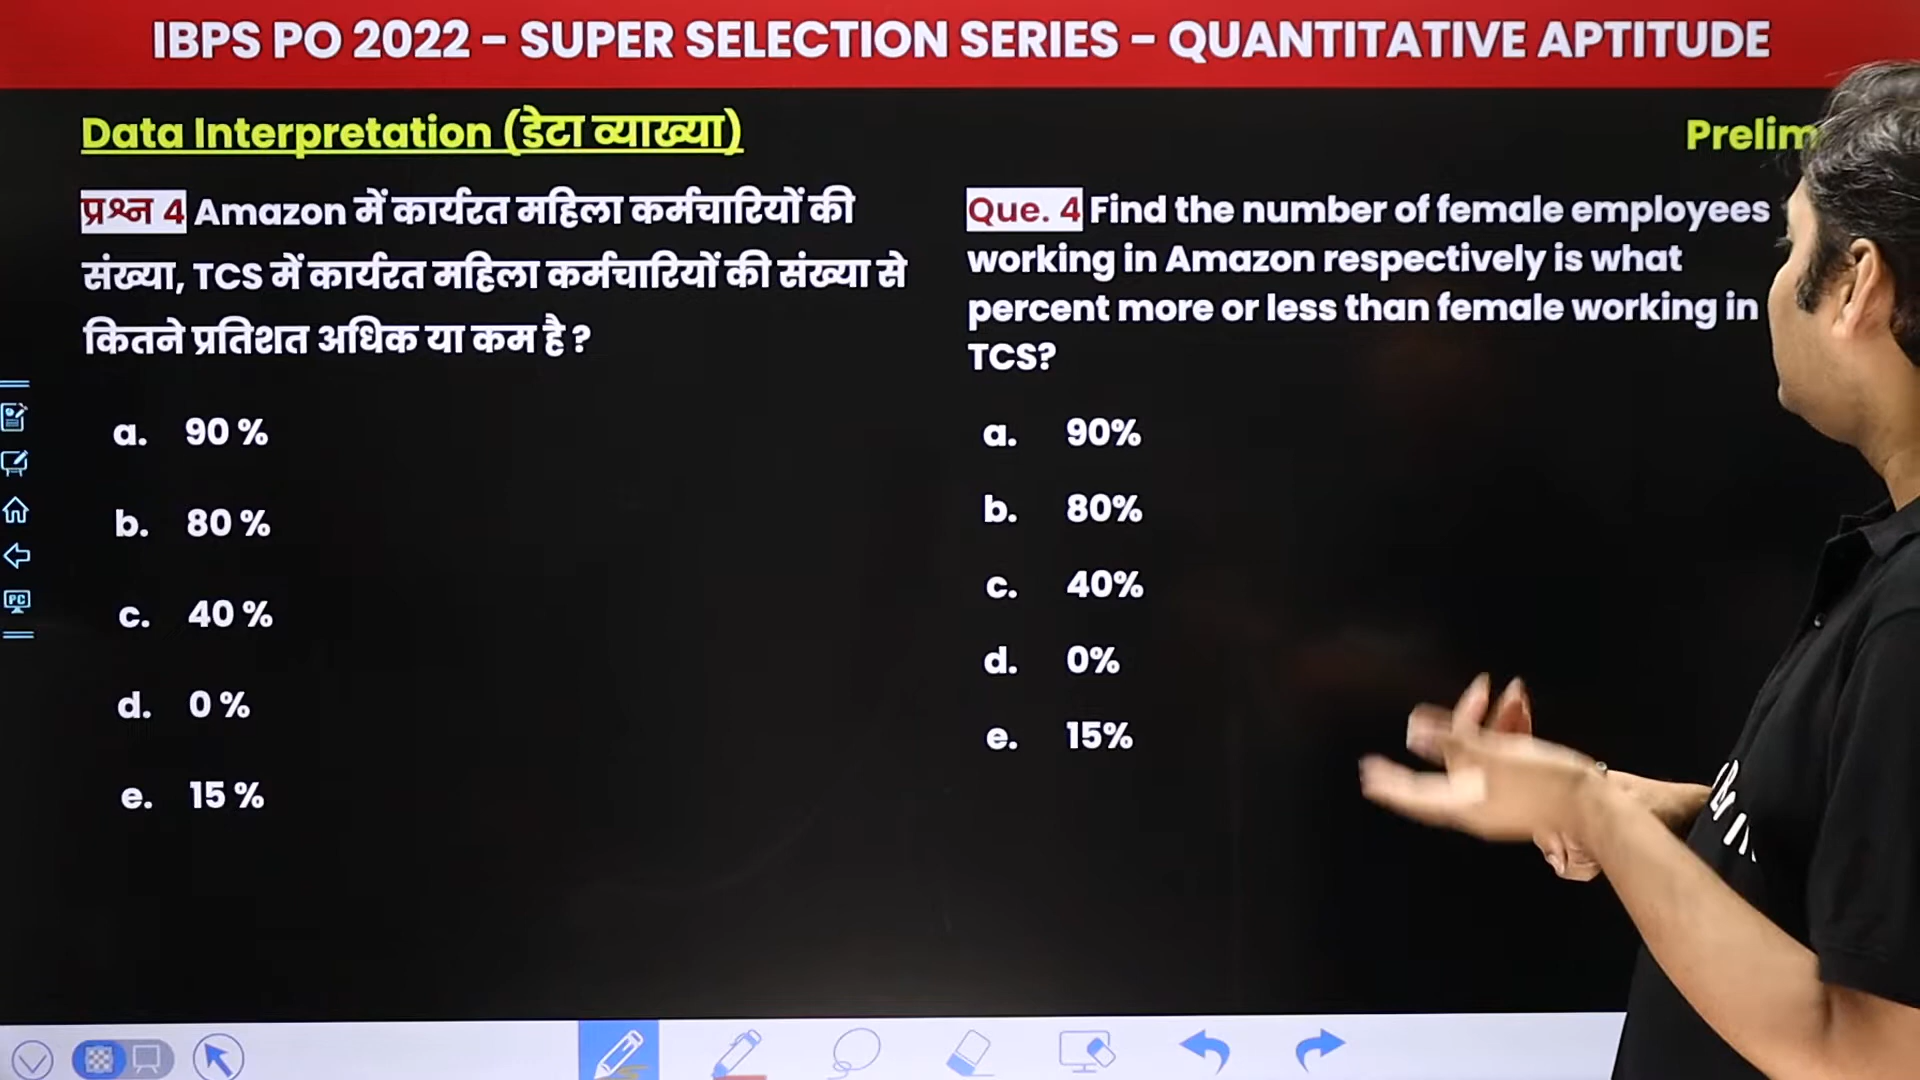 IBPS PO 2022 - SUPER SELECTION SERIES - QUANTITATIVE APTITUDE
Data Interpretation (डेटा व्याख्या)
Prelim
प्रश्न 4 Amazon में कार्यरत महिला कर्मचारियों की
संख्या, TCS में कार्यरत महिला कर्मचारियों की संख्या से
कितने प्रतिशत अधिक या कम है ?
a. 90 %
b. 80 %
c. 40 %
d. 0 %
e. 15 %
Que. 4 Find the number of female employees
working in Amazon respectively is what
percent more or less than female working in
TCS?
a. 90%
b. 80%
c. 40%
d. 0%
e. 15%
PC